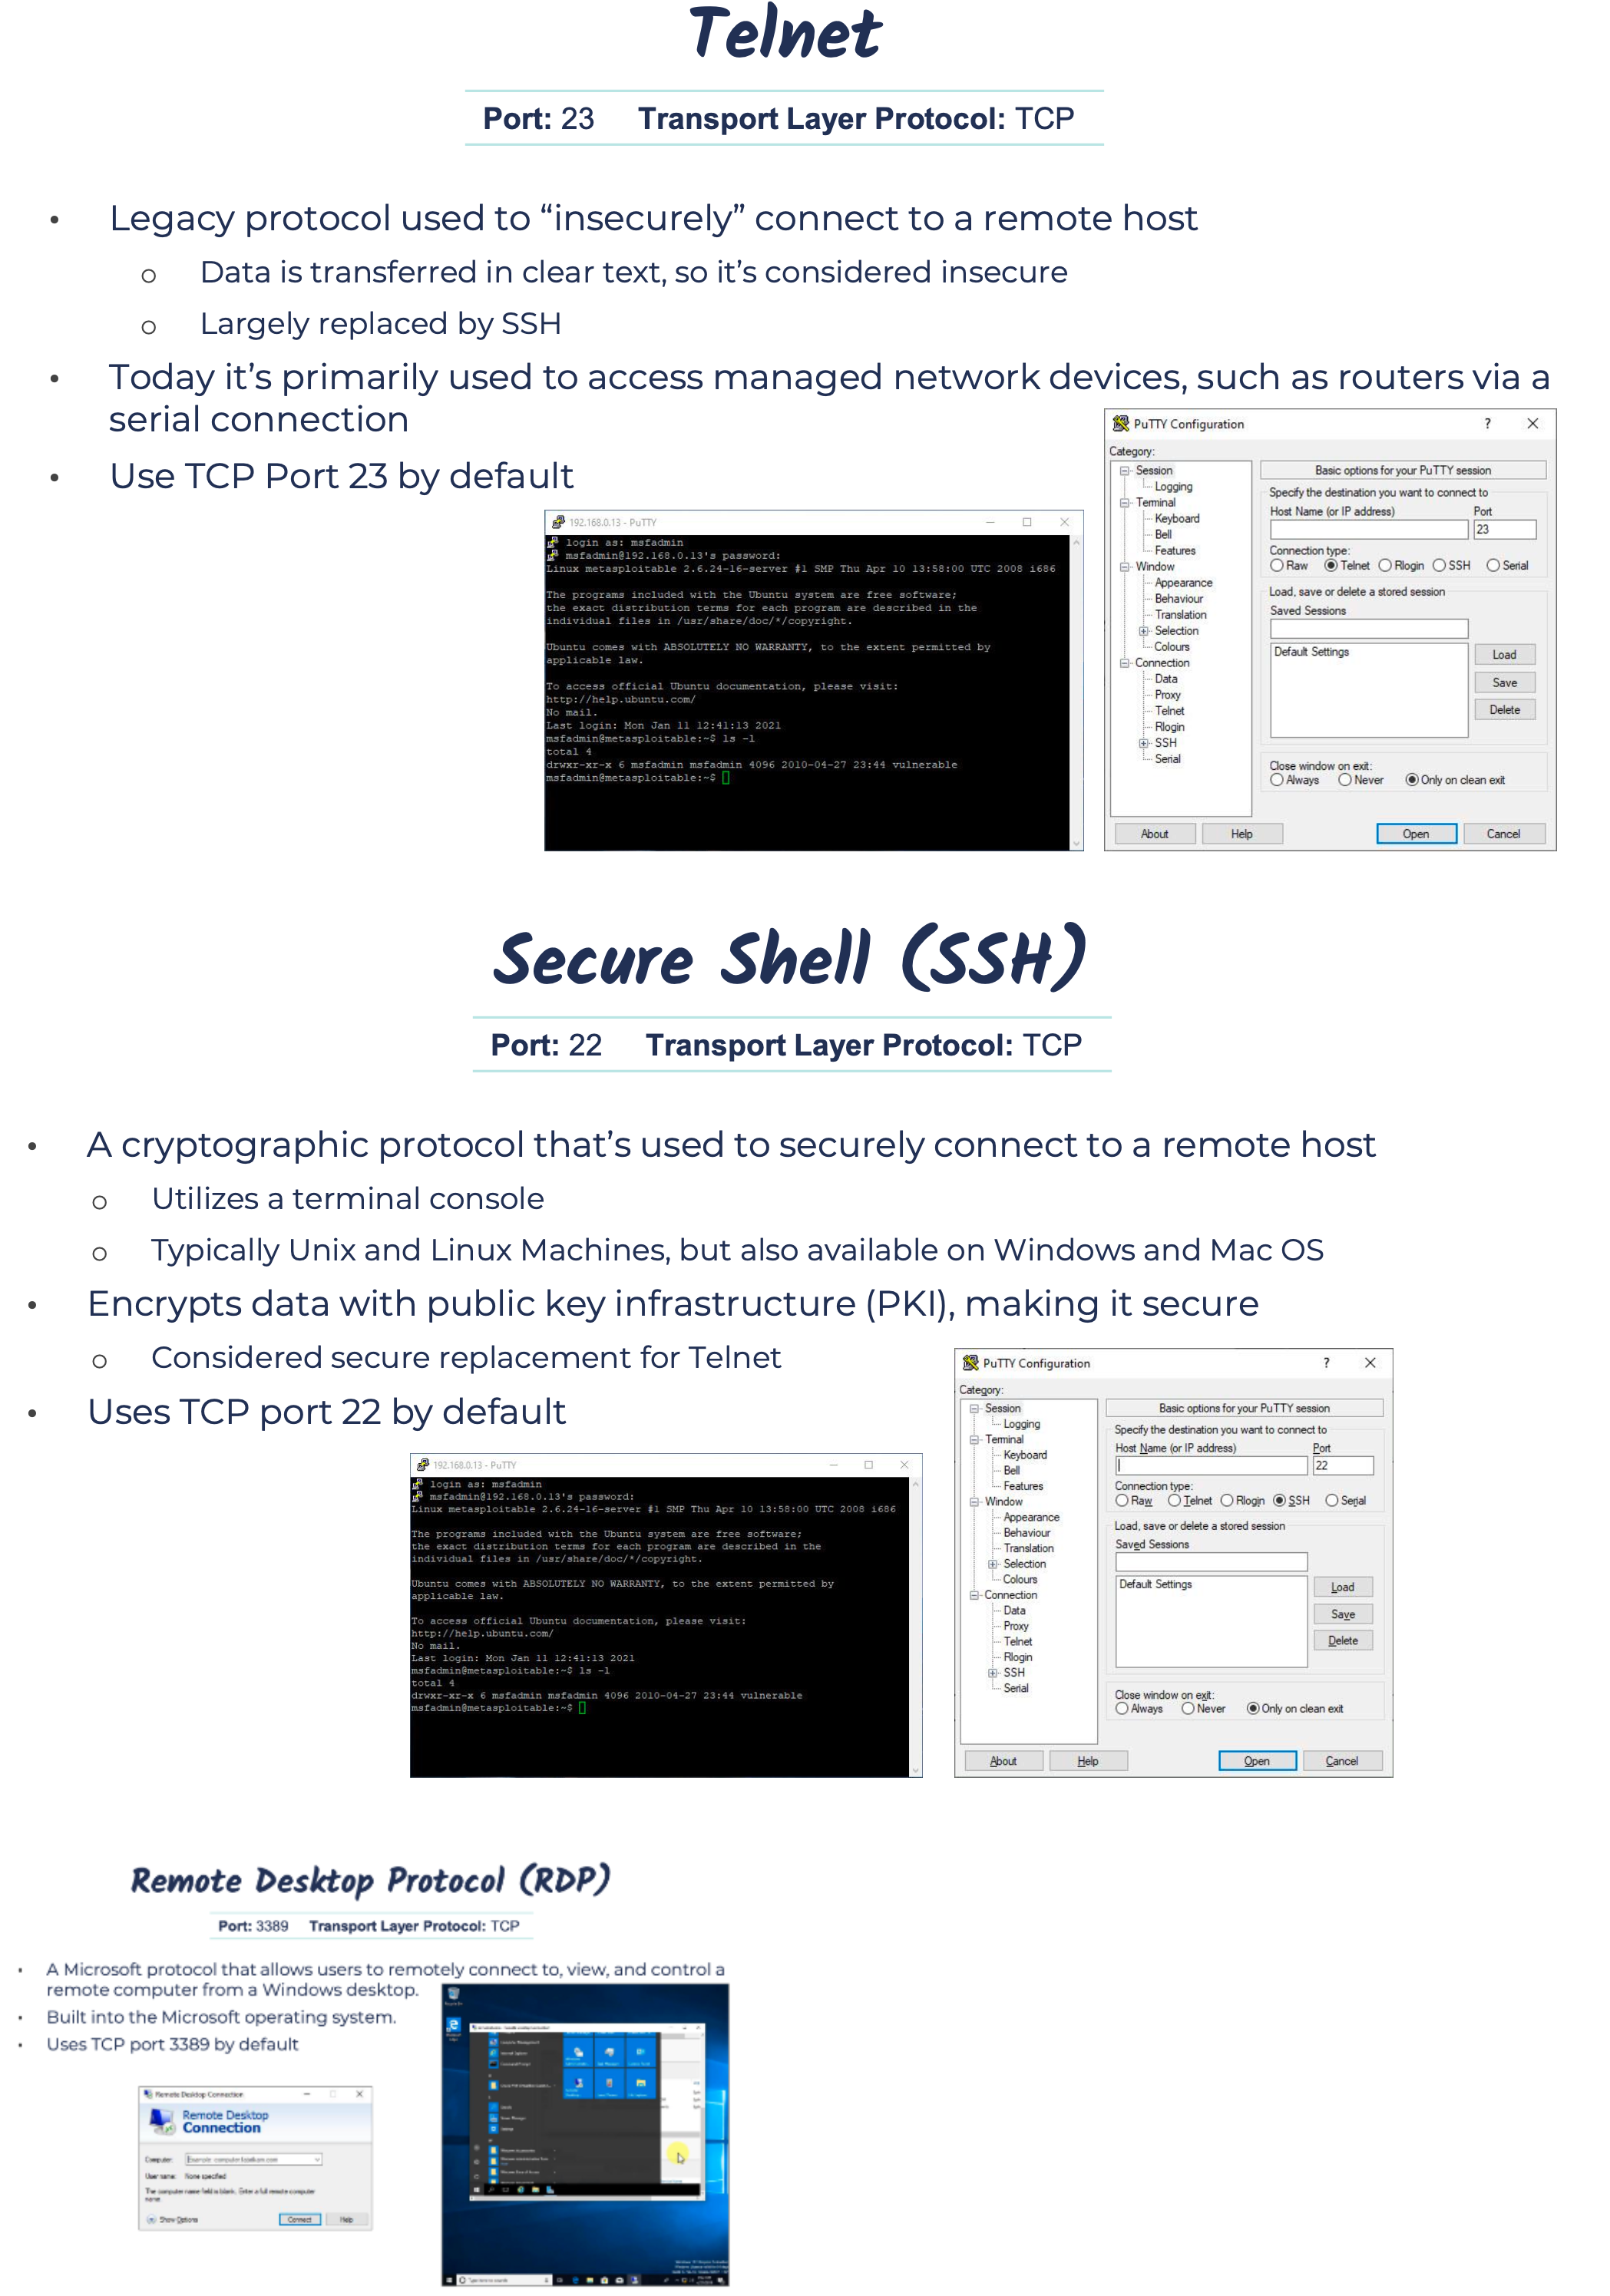 Telnet
Port: 23 Transport Layer Protocol: TCP
• Legacy protocol used to “insecurely” connect to a remote host
o Data is transferred in clear text, so it’s considered insecure
o Largely replaced by SSH
• Today it’s primarily used to access managed network devices, such as routers via a
serial connection
• Use TCP Port 23 by default
192.168.0.13 - PuTTY
login as: msfadmin
msfadmin@192.168.0.13's password:
Linux metasploitable 2.6.24-16-server #1 SMP Thu Apr 10 13:58:00 UTC 2008 i686
The programs included with the Ubuntu system are free software;
the exact distribution terms for each program are described in the
individual files in /usr/share/doc/*/copyright.
Ubuntu comes with ABSOLUTELY NO WARRANTY, to the extent permitted by
applicable law.
To access official Ubuntu documentation, please visit:
http://help.ubuntu.com/
No mail.
Last login: Mon Jan 11 12:41:13 2021
msfadmin@metasploitable:~$ ls -l
total 4
drwxr-xr-x 6 msfadmin msfadmin 4096 2010-04-27 23:44 vulnerable
msfadmin@metasploitable:~$
PuTTY Configuration ?
Category:
Session
Logging
Terminal
Keyboard
Bell
Features
Window
Appearance
Behaviour
Translation
Selection
Colours
Connection
Data
Proxy
Telnet
Rlogin
SSH
Serial
Basic options for your PuTTY session
Specify the destination you want to connect to
Host Name (or IP address) Port
23
Connection type:
Raw Telnet Rlogin SSH Serial
Load, save or delete a stored session
Saved Sessions
Default Settings
Load
Save
Delete
Close window on exit:
Always Never Only on clean exit
About Help Open Cancel
Secure Shell (SSH)
Port: 22 Transport Layer Protocol: TCP
• A cryptographic protocol that’s used to securely connect to a remote host
o Utilizes a terminal console
o Typically Unix and Linux Machines, but also available on Windows and Mac OS
• Encrypts data with public key infrastructure (PKI), making it secure
o Considered secure replacement for Telnet
• Uses TCP port 22 by default
192.168.0.13 - PuTTY
login as: msfadmin
msfadmin@192.168.0.13's password:
Linux metasploitable 2.6.24-16-server #1 SMP Thu Apr 10 13:58:00 UTC 2008 i686
The programs included with the Ubuntu system are free software;
the exact distribution terms for each program are described in the
individual files in /usr/share/doc/*/copyright.
Ubuntu comes with ABSOLUTELY NO WARRANTY, to the extent permitted by
applicable law.
To access official Ubuntu documentation, please visit:
http://help.ubuntu.com/
No mail.
Last login: Mon Jan 11 12:41:13 2021
msfadmin@metasploitable:~$ ls -l
total 4
drwxr-xr-x 6 msfadmin msfadmin 4096 2010-04-27 23:44 vulnerable
msfadmin@metasploitable:~$
PuTTY Configuration ?
Category:
Session
Logging
Terminal
Keyboard
Bell
Features
Window
Appearance
Behaviour
Translation
Selection
Colours
Connection
Data
Proxy
Telnet
Rlogin
SSH
Serial
Basic options for your PuTTY session
Specify the destination you want to connect to
Host Name (or IP address) Port
22
Connection type:
Raw Telnet Rlogin SSH Serial
Load, save or delete a stored session
Saved Sessions
Default Settings
Load
Save
Delete
Close window on exit:
Always Never Only on clean exit
About Help Open Cancel
Remote Desktop Protocol (RDP)
Port: 3389 Transport Layer Protocol: TCP
• A Microsoft protocol that allows users to remotely connect to, view, and control a
remote computer from a Windows desktop.
• Built into the Microsoft operating system.
• Uses TCP port 3389 by default
Remote Desktop Connection
Remote Desktop
Connection
Computer:
User name: None specified
The computer name field is blank. Enter a full remote computer
name.
Show Options Connect Help